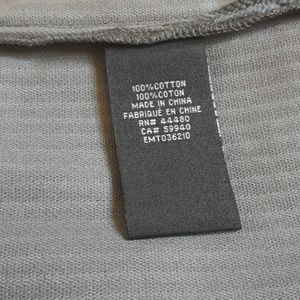 100%COTTON
100%COTON
MADE IN CHINA
FABRIQUÉ EN CHINE
RN# 44480
CA# 59940
EMT036210